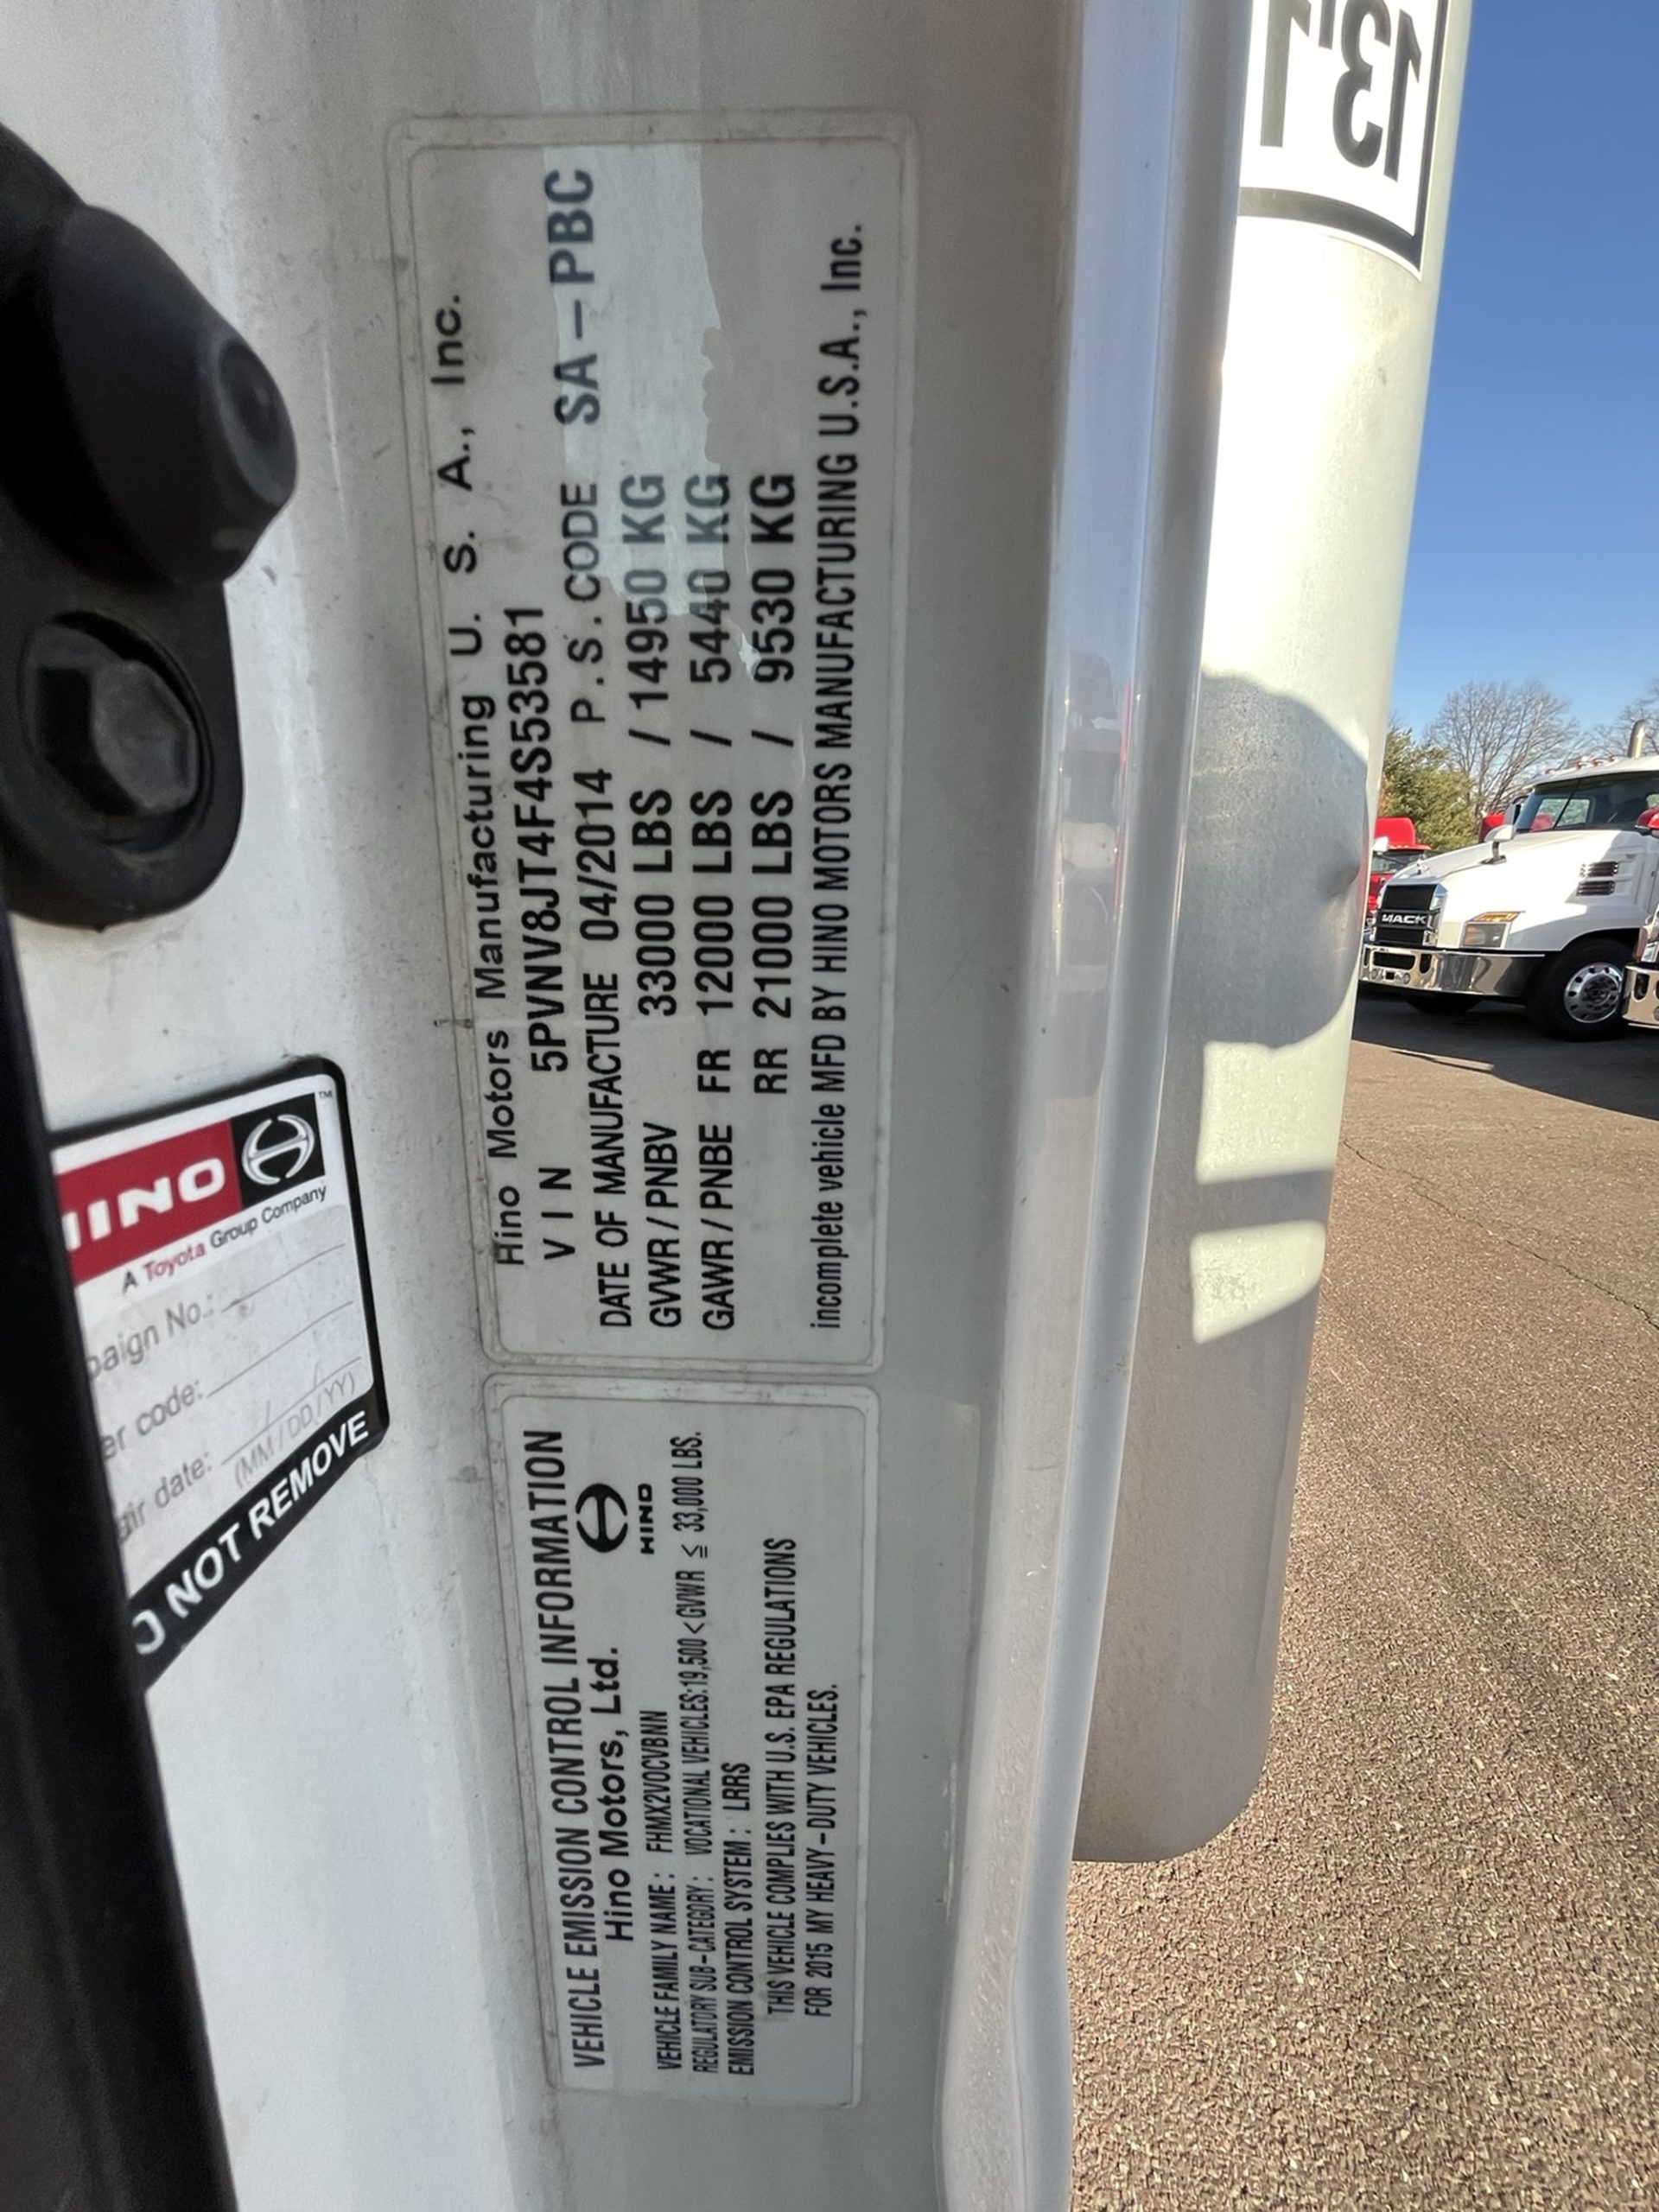 Hino Motors Manufacturing U. S. A., Inc.
VIN 5PVNV8JT4F4S53581
DATE OF MANUFACTURE 04/2014 P.S.CODE SA-PBC
GVWR/PNBV 33000 LBS / 14950 KG
GAWR/PNBE FR 12000 LBS / 5440 KG
RR 21000 LBS / 9530 KG
incomplete vehicle MFD BY HINO MOTORS MANUFACTURING U.S.A., Inc.
VEHICLE EMISSION CONTROL INFORMATION
Hino Motors, Ltd.
HINO
VEHICLE FAMILY NAME : FHMX2VOCVBNN
REGULATORY SUB-CATEGORY : VOCATIONAL VEHICLES:19,500<GVWR ≦ 33,000 LBS.
EMISSION CONTROL SYSTEM : LRRS
THIS VEHICLE COMPLIES WITH U.S. EPA REGULATIONS
FOR 2015 MY HEAVY-DUTY VEHICLES.
HINO
TM
A Toyota Group Company
paign No.:
er code:
air date: / /
(MM/DD/YY)
O NOT REMOVE
MACK